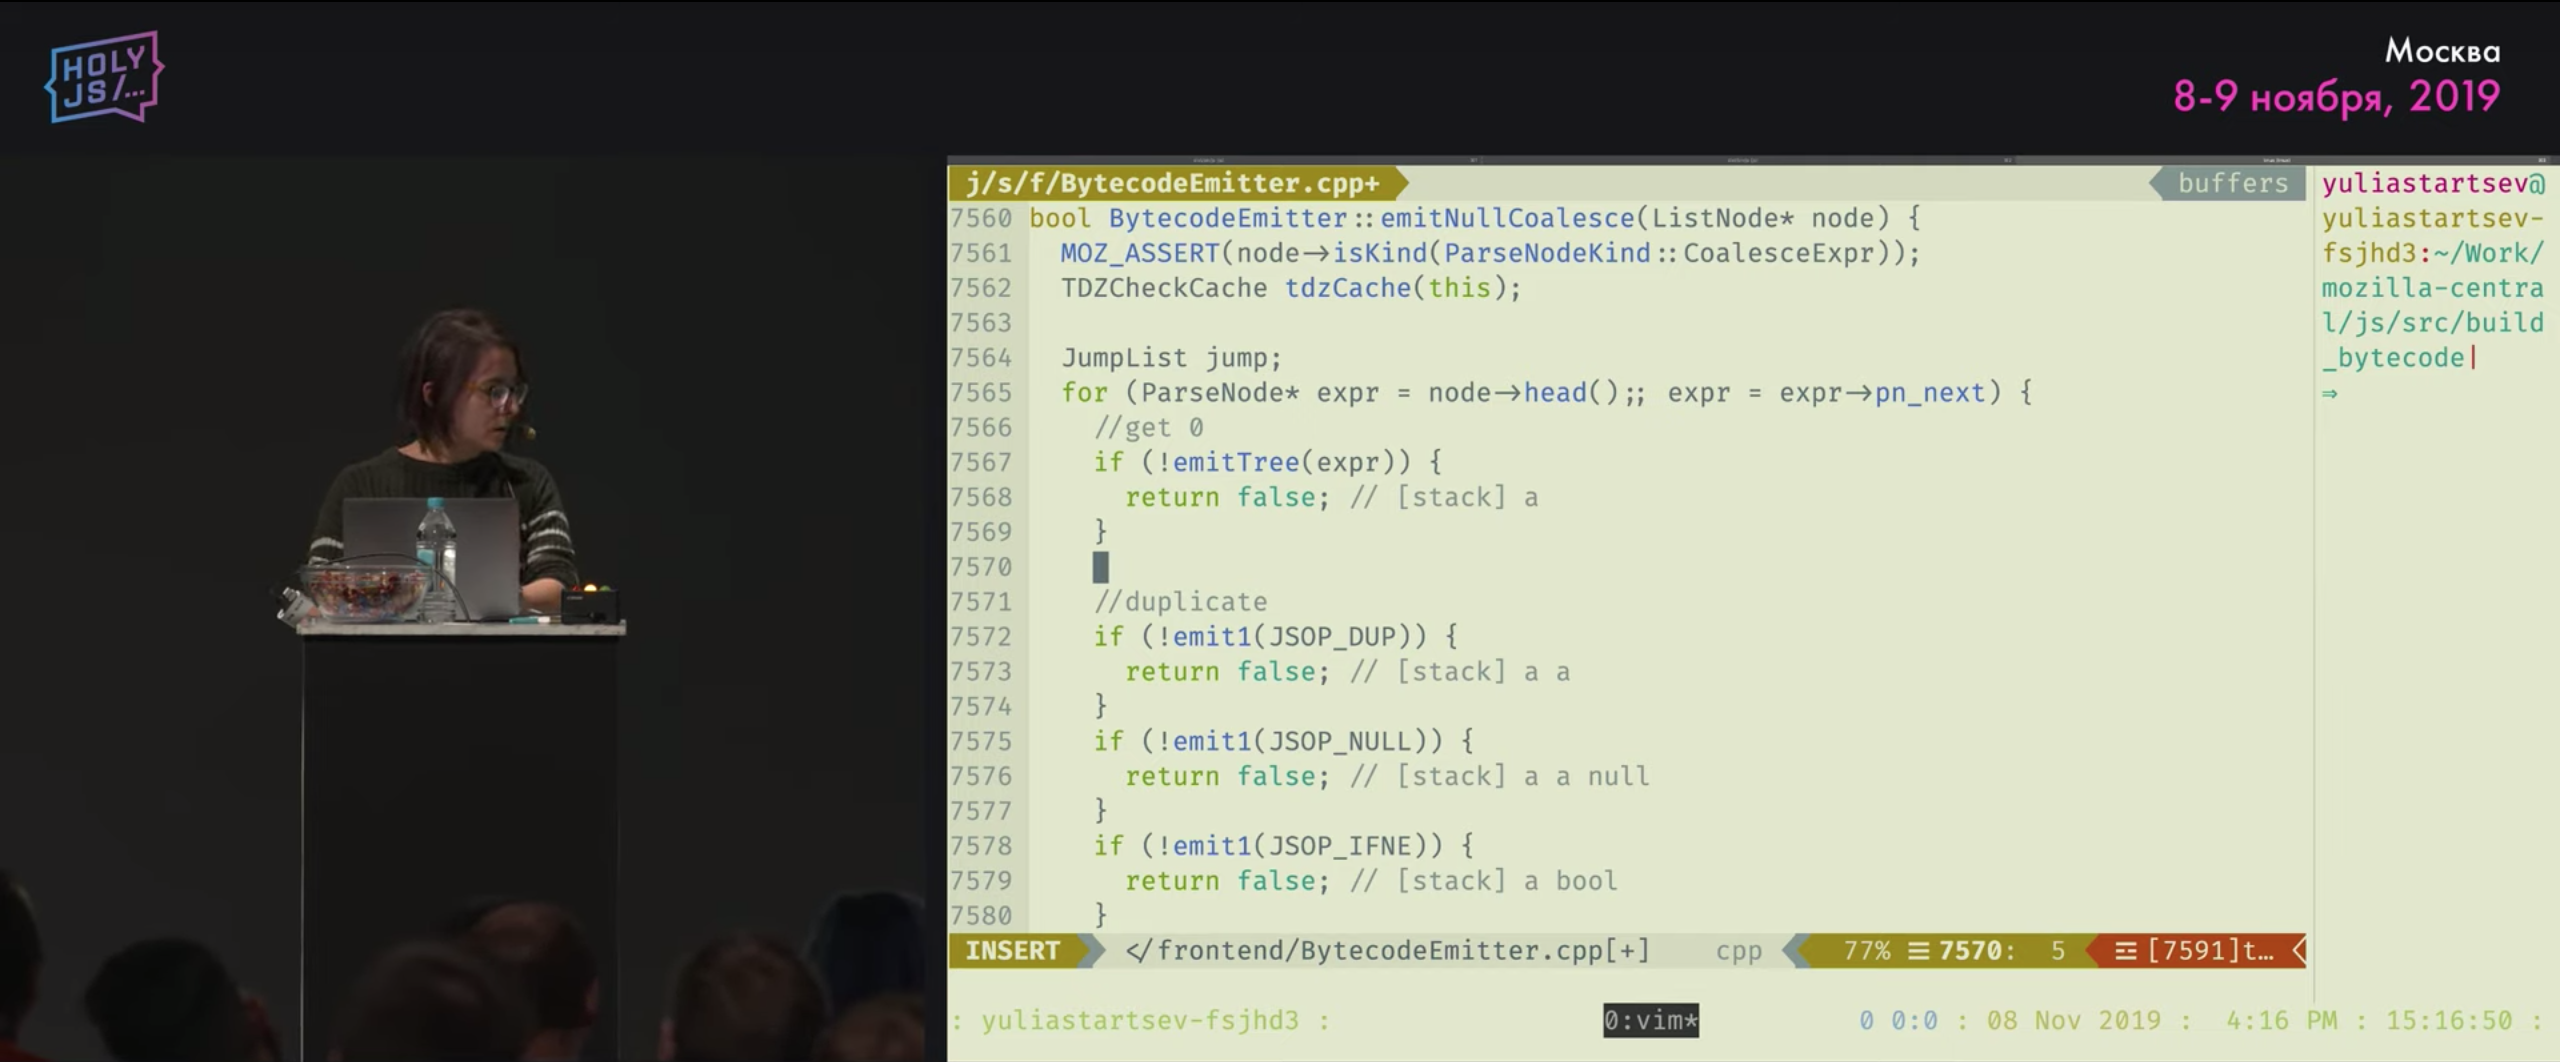 HOLY
JS/...
Москва
8-9 ноября, 2019
j/s/f/BytecodeEmitter.cpp+
buffers
7560 bool BytecodeEmitter::emitNullCoalesce(ListNode* node) {
7561 MOZ_ASSERT(node→isKind(ParseNodeKind::CoalesceExpr));
7562 TDZCheckCache tdzCache(this);
7563
7564 JumpList jump;
7565 for (ParseNode* expr = node→head();; expr = expr→pn_next) {
7566 //get 0
7567 if (!emitTree(expr)) {
7568 return false; // [stack] a
7569 }
7570
7571 //duplicate
7572 if (!emit1(JSOP_DUP)) {
7573 return false; // [stack] a a
7574 }
7575 if (!emit1(JSOP_NULL)) {
7576 return false; // [stack] a a null
7577 }
7578 if (!emit1(JSOP_IFNE)) {
7579 return false; // [stack] a bool
7580 }
INSERT </frontend/BytecodeEmitter.cpp[+] cpp 77% ☰ 7570: 5 ☲ [7591]t…
yuliastartsev@
yuliastartsev-
fsjhd3:~/Work/
mozilla-centra
l/js/src/build
_bytecode|
⇒
: yuliastartsev-fsjhd3 : 0:vim* 0 0:0 : 08 Nov 2019 : 4:16 PM : 15:16:50 :